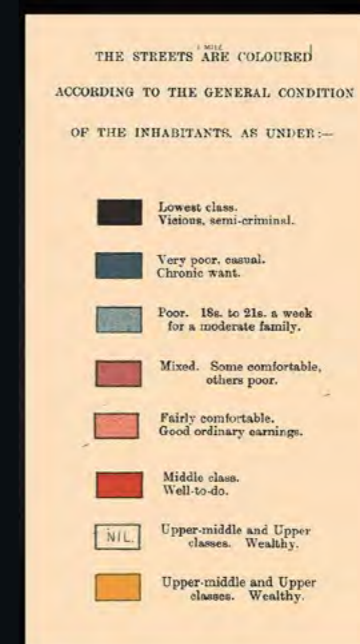 1 MILE
THE STREETS ARE COLOURED
ACCORDING TO THE GENERAL CONDITION
OF THE INHABITANTS, AS UNDER:—
Lowest class.
Vicious, semi-criminal.
Very poor, casual.
Chronic want.
Poor. 18s. to 21s. a week
for a moderate family.
Mixed. Some comfortable,
others poor.
Fairly comfortable.
Good ordinary earnings.
Middle class.
Well-to-do.
NIL.
Upper-middle and Upper
classes. Wealthy.
Upper-middle and Upper
classes. Wealthy.